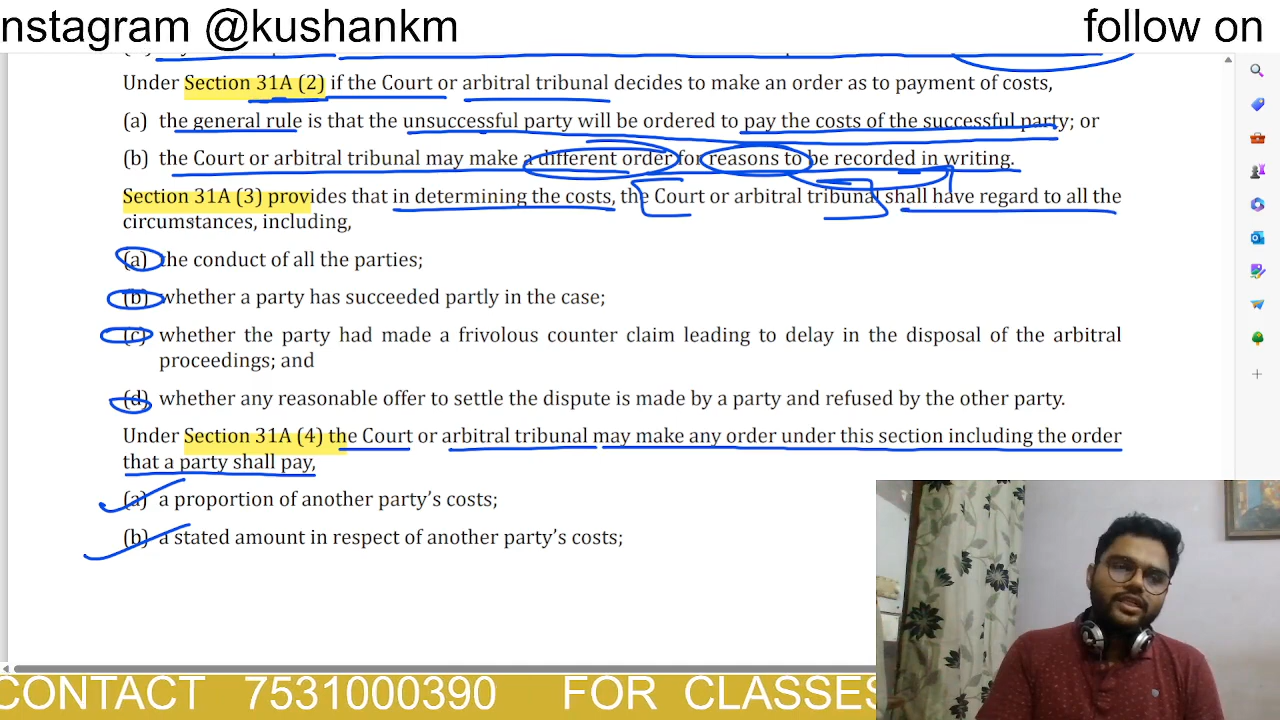 nstagram @kushankm follow on
Under Section 31A (2) if the Court or arbitral tribunal decides to make an order as to payment of costs,
(a) the general rule is that the unsuccessful party will be ordered to pay the costs of the successful party; or
(b) the Court or arbitral tribunal may make a different order for reasons to be recorded in writing.
Section 31A (3) provides that in determining the costs, the Court or arbitral tribunal shall have regard to all the
circumstances, including,
(a) the conduct of all the parties;
(b) whether a party has succeeded partly in the case;
(c) whether the party had made a frivolous counter claim leading to delay in the disposal of the arbitral
proceedings; and
(d) whether any reasonable offer to settle the dispute is made by a party and refused by the other party.
Under Section 31A (4) the Court or arbitral tribunal may make any order under this section including the order
that a party shall pay,
(a) a proportion of another party’s costs;
(b) a stated amount in respect of another party’s costs;
CONTACT 7531000390 FOR CLASSES